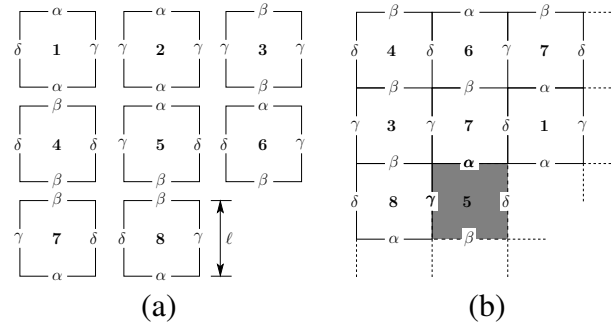 α α β
δ 1 γ γ 2 γ γ 3 γ
α α β
β α α
δ 4 δ γ 5 δ δ 6 γ
β β β
β β
γ 7 δ δ 8 γ ℓ
α α
(a)
β α β
δ 4 δ 6 γ 7 δ
β β α
γ 3 γ 7 δ 1 γ
β α α
δ 8 γ 5 δ
α β
(b)